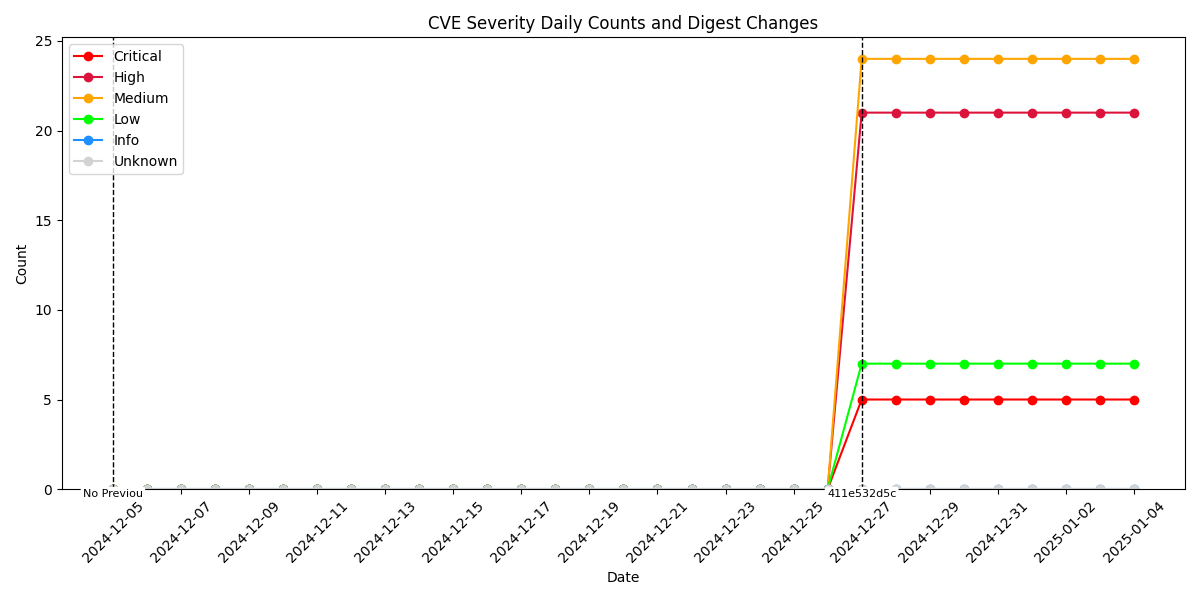 CVE Severity Daily Counts and Digest Changes
25
20
15
10
5
0
Count
Critical
High
Medium
Low
Info
Unknown
No Previou
411e532d5c
2024-12-05
2024-12-07
2024-12-09
2024-12-11
2024-12-13
2024-12-15
2024-12-17
2024-12-19
2024-12-21
2024-12-23
2024-12-25
2024-12-27
2024-12-29
2024-12-31
2025-01-02
2025-01-04
Date